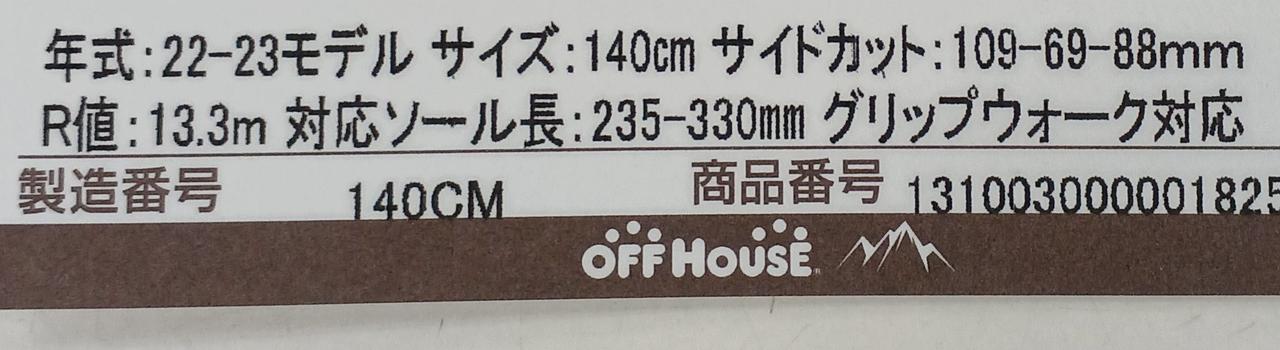 年式:22-23モデル サイズ:140cm サイドカット:109-69-88mm
R値:13.3m 対応ソール長:235-330mm グリップウォーク対応
製造番号 140CM 商品番号 1310030000001825
OFF HOUSE